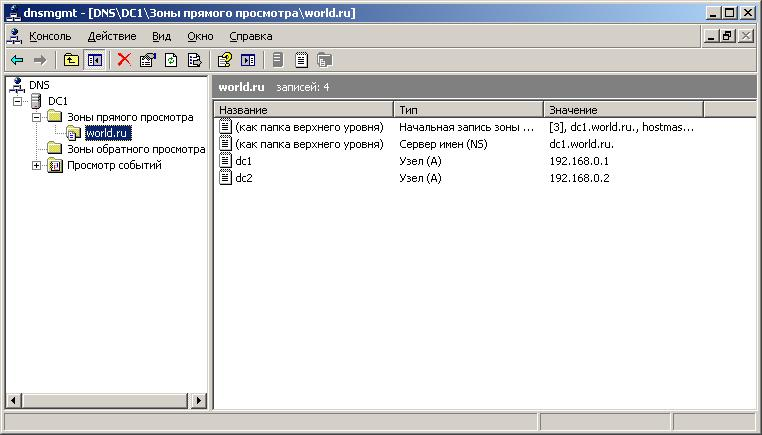 dnsmgmt - [DNS\DC1\Зоны прямого просмотра\world.ru]
Консоль Действие Вид Окно Справка
DNS
DC1
Зоны прямого просмотра
world.ru
Зоны обратного просмотра
Просмотр событий
world.ru записей: 4
Название Тип Значение
(как папка верхнего уровня) Начальная запись зоны ... [3], dc1.world.ru., hostmas...
(как папка верхнего уровня) Сервер имен (NS) dc1.world.ru.
dc1 Узел (A) 192.168.0.1
dc2 Узел (A) 192.168.0.2